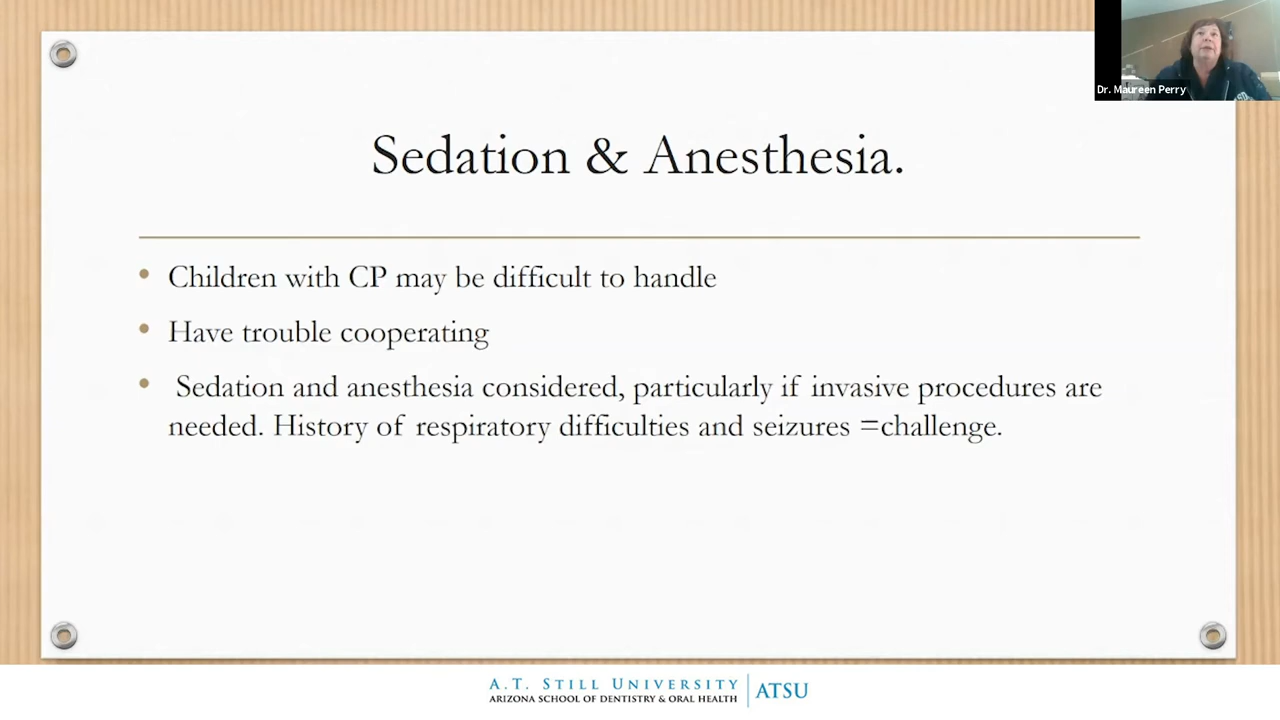 Dr. Maureen Perry
Sedation & Anesthesia.
• Children with CP may be difficult to handle
• Have trouble cooperating
• Sedation and anesthesia considered, particularly if invasive procedures are
needed. History of respiratory difficulties and seizures =challenge.
A.T. STILL UNIVERSITY
ARIZONA SCHOOL OF DENTISTRY & ORAL HEALTH
ATSU